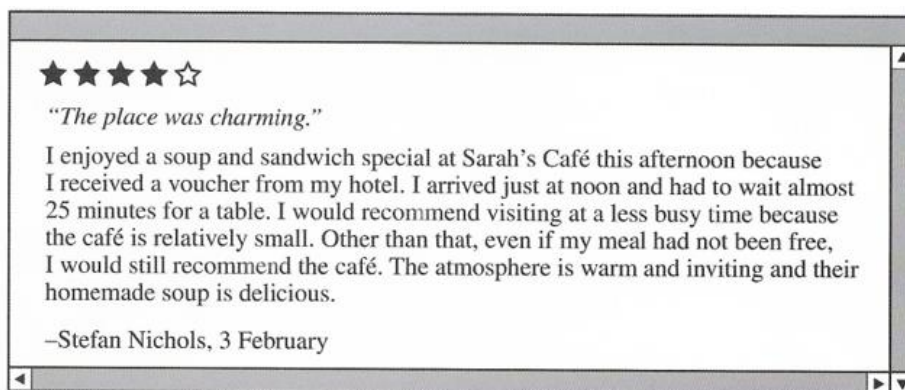 "The place was charming."
I enjoyed a soup and sandwich special at Sarah's Café this afternoon because
I received a voucher from my hotel. I arrived just at noon and had to wait almost
25 minutes for a table. I would recommend visiting at a less busy time because
the café is relatively small. Other than that, even if my meal had not been free,
I would still recommend the café. The atmosphere is warm and inviting and their
homemade soup is delicious.
–Stefan Nichols, 3 February